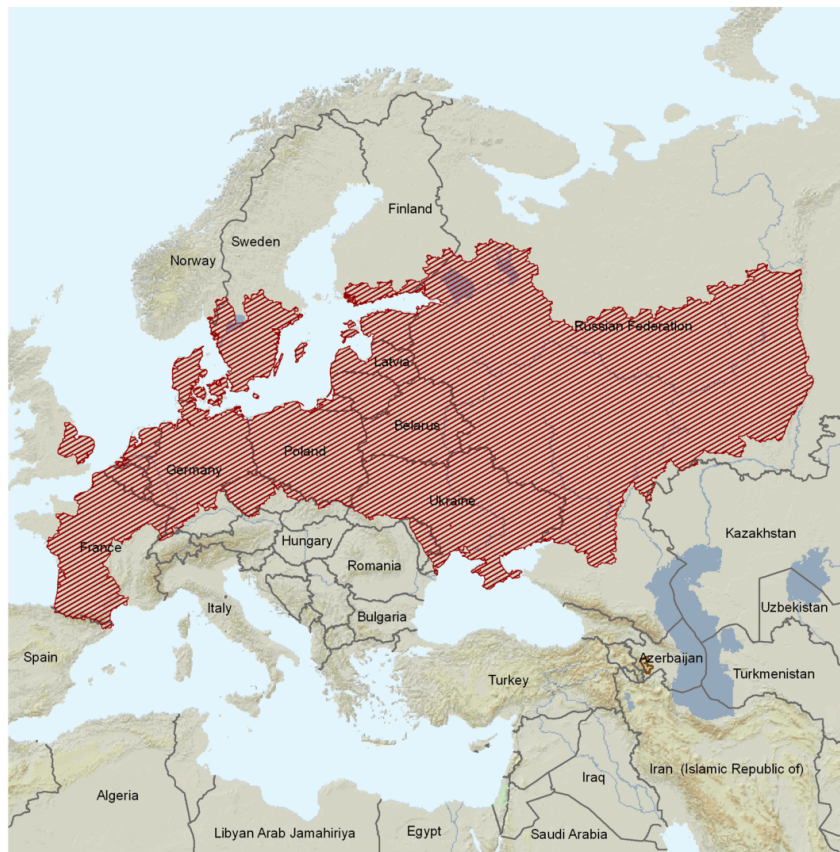 Finland
Sweden
Norway
Russian Federation
Latvia
Belarus
Poland
Germany
Ukraine
Kazakhstan
France
Hungary
Romania
Uzbekistan
Italy
Bulgaria
Spain
Azerbaijan
Turkmenistan
Turkey
Iran (Islamic Republic of)
Iraq
Algeria
Libyan Arab Jamahiriya
Egypt
Saudi Arabia